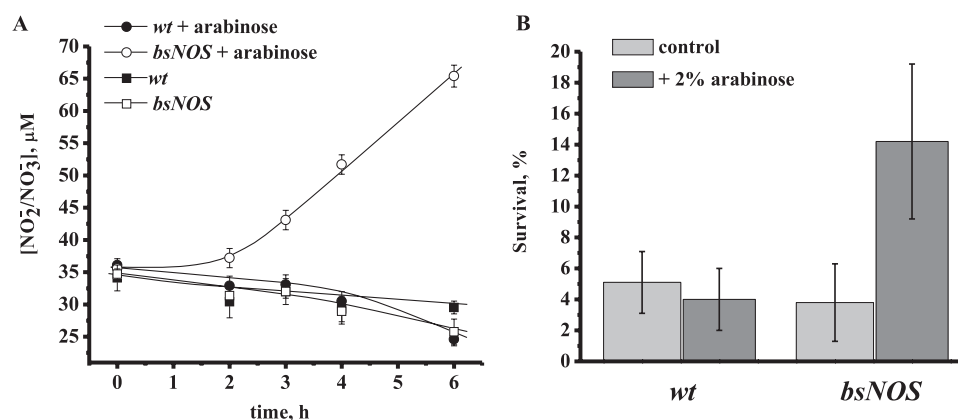 A
wt + arabinose
bsNOS + arabinose
wt
bsNOS
70
65
60
55
50
45
40
35
30
25
[NO₂⁻/NO₃⁻], μM
0 1 2 3 4 5 6
time, h
B
control
+ 2% arabinose
20
18
16
14
12
10
8
6
4
2
0
Survival, %
wt bsNOS